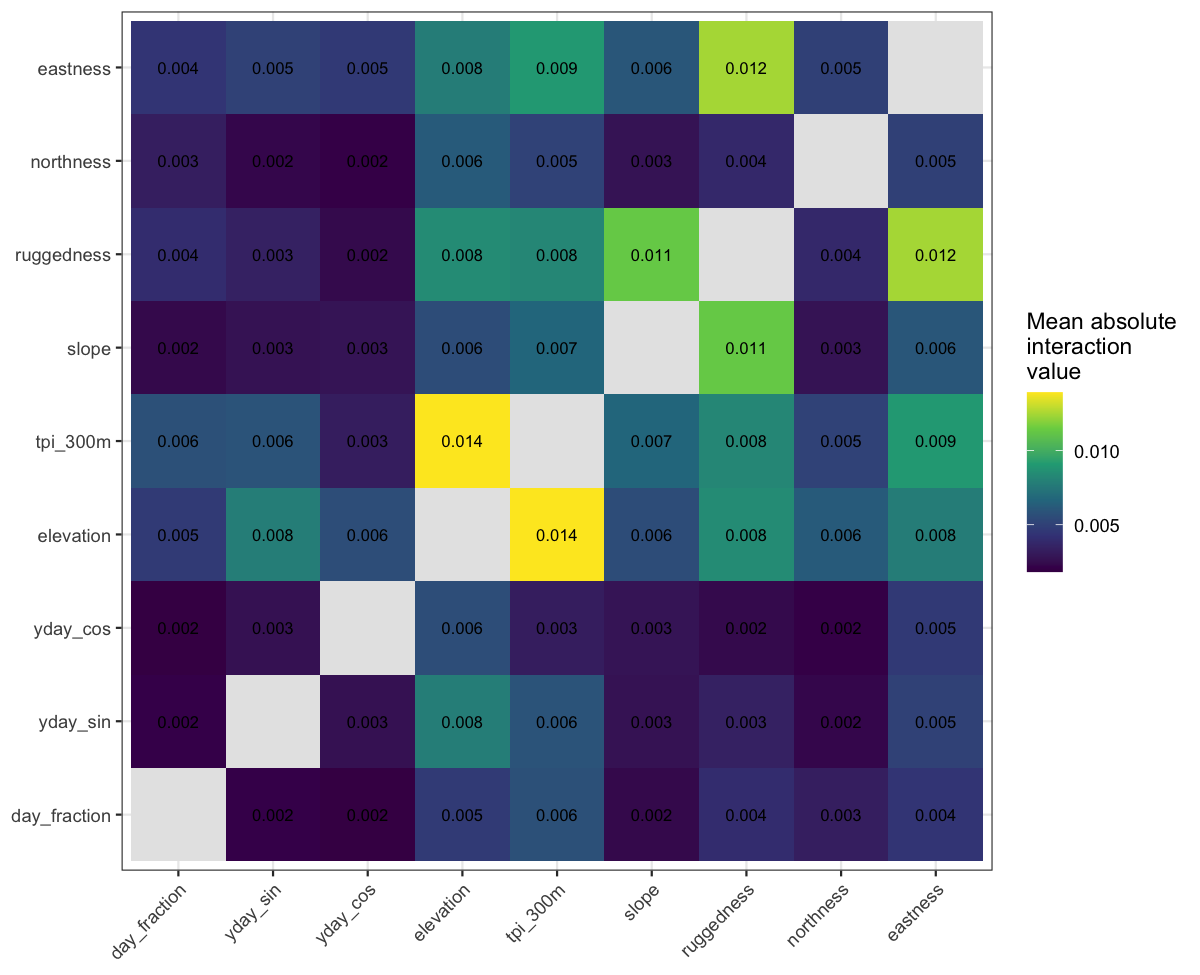 eastness 0.004 0.005 0.005 0.008 0.009 0.006 0.012 0.005
northness 0.003 0.002 0.002 0.006 0.005 0.003 0.004 0.005
ruggedness 0.004 0.003 0.002 0.008 0.008 0.011 0.004 0.012
slope 0.002 0.003 0.003 0.006 0.007 0.011 0.003 0.006
tpi_300m 0.006 0.006 0.003 0.014 0.007 0.008 0.005 0.009
elevation 0.005 0.008 0.006 0.014 0.006 0.008 0.006 0.008
yday_cos 0.002 0.003 0.006 0.003 0.003 0.002 0.002 0.005
yday_sin 0.002 0.003 0.008 0.006 0.003 0.003 0.002 0.005
day_fraction 0.002 0.002 0.005 0.006 0.002 0.004 0.003 0.004
day_fraction yday_sin yday_cos elevation tpi_300m slope ruggedness northness eastness
Mean absolute
interaction
value
0.010
0.005